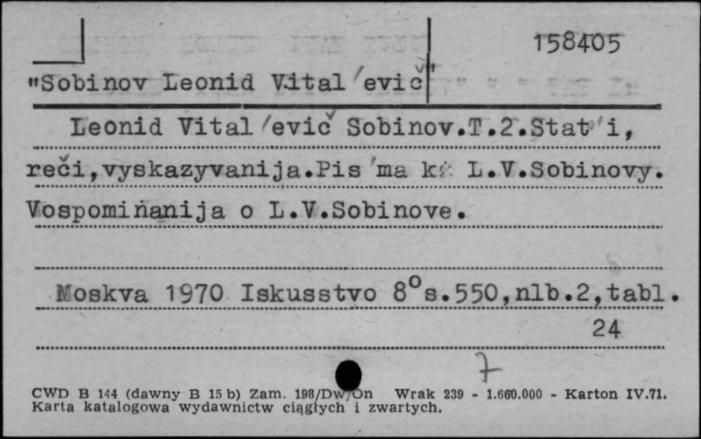 158405
"Sobinov Leonid Vital'evič"
Leonid Vital'evič Sobinov.T.2.Stat'i,
reči,vyskazyvanija.Pis'ma k L.V.Sobinovy.
Vospominanija o L.V.Sobinove.
Moskva 1970 Iskusstvo 8°s.550,nlb.2,tabl.
24
7
CWD B 144 (dawny B 15 b) Zam. 198/Dw/On Wrak 239 - 1.660.000 - Karton IV.71.
Karta katalogowa wydawnictw ciągłych i zwartych.